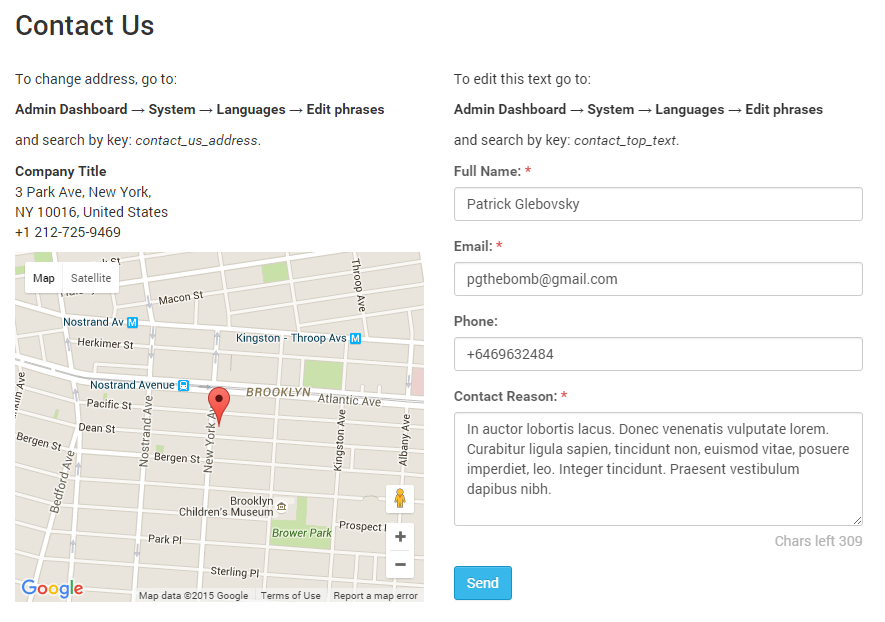 Contact Us
To change address, go to:
Admin Dashboard → System → Languages → Edit phrases
and search by key: contact_us_address.
Company Title
3 Park Ave, New York,
NY 10016, United States
+1 212-725-9469
Map
Satellite
Macon St
Throop Ave
Nostrand Av M
Herkimer St
Kingston - Throop Avs M
Nostrand Avenue
BROOKLYN
Atlantic Ave
Pacific St
Dean St
Nostrand Ave
New York Av
Kingston Ave
Albany Ave
Bergen St
Bergen St
Bedford Ave
Brooklyn
Children's Museum
Brower Park
Prospect
Park Pl
Sterling Pl
Google
Map data ©2015 Google
Terms of Use
Report a map error
To edit this text go to:
Admin Dashboard → System → Languages → Edit phrases
and search by key: contact_top_text.
Full Name: *
Patrick Glebovsky
Email: *
pgthebomb@gmail.com
Phone:
+6469632484
Contact Reason: *
In auctor lobortis lacus. Donec venenatis vulputate lorem.
Curabitur ligula sapien, tincidunt non, euismod vitae, posuere
imperdiet, leo. Integer tincidunt. Praesent vestibulum
dapibus nibh.
Chars left 309
Send